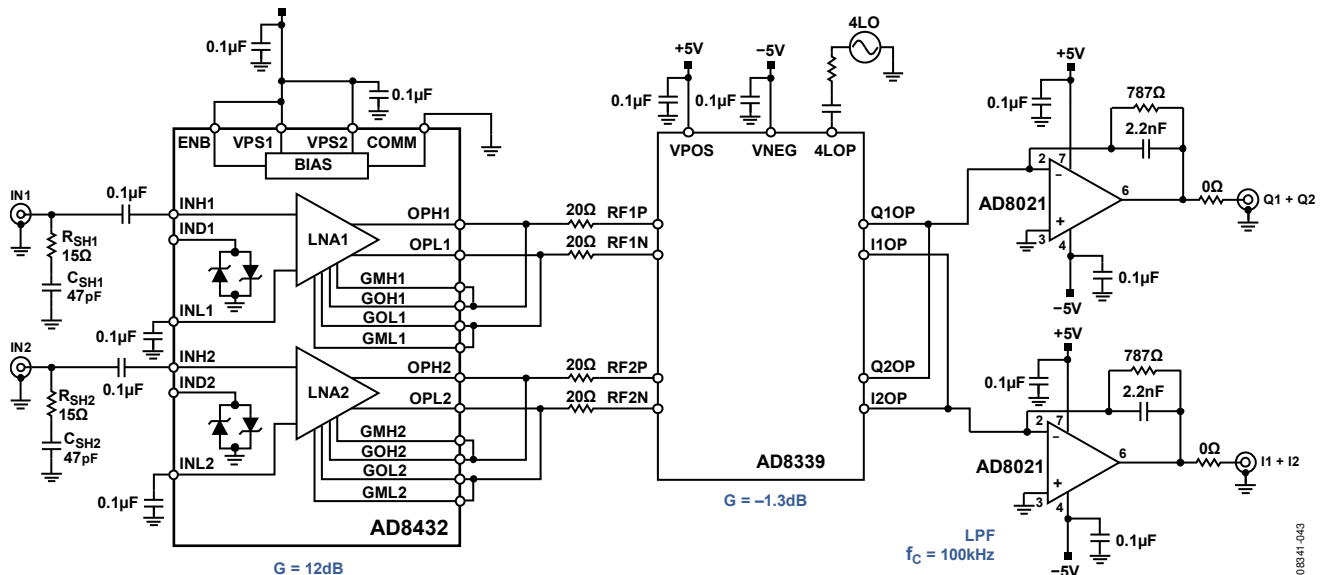 0.1µF
0.1µF
ENB VPS1 VPS2 COMM
BIAS
IN1
0.1µF
RSH1
15Ω
CSH1
47pF
INH1
IND1
LNA1
INL1
0.1µF
OPH1
OPL1
GMH1
GOH1
GOL1
GML1
IN2
0.1µF
RSH2
15Ω
CSH2
47pF
INH2
IND2
LNA2
INL2
0.1µF
OPH2
OPL2
GMH2
GOH2
GOL2
GML2
AD8432
G = 12dB
20Ω RF1P
20Ω RF1N
20Ω RF2P
20Ω RF2N
+5V
0.1µF
−5V
0.1µF
4LO
VPOS VNEG 4LOP
Q1OP
I1OP
Q2OP
I2OP
AD8339
G = −1.3dB
+5V
0.1µF
787Ω
2.2nF
2
7
−
AD8021
6
+
3
4
0Ω
Q1 + Q2
0.1µF
−5V
+5V
0.1µF
787Ω
2.2nF
2
7
−
AD8021
6
+
3
4
0Ω
I1 + I2
0.1µF
−5V
LPF
fC = 100kHz
08341-043